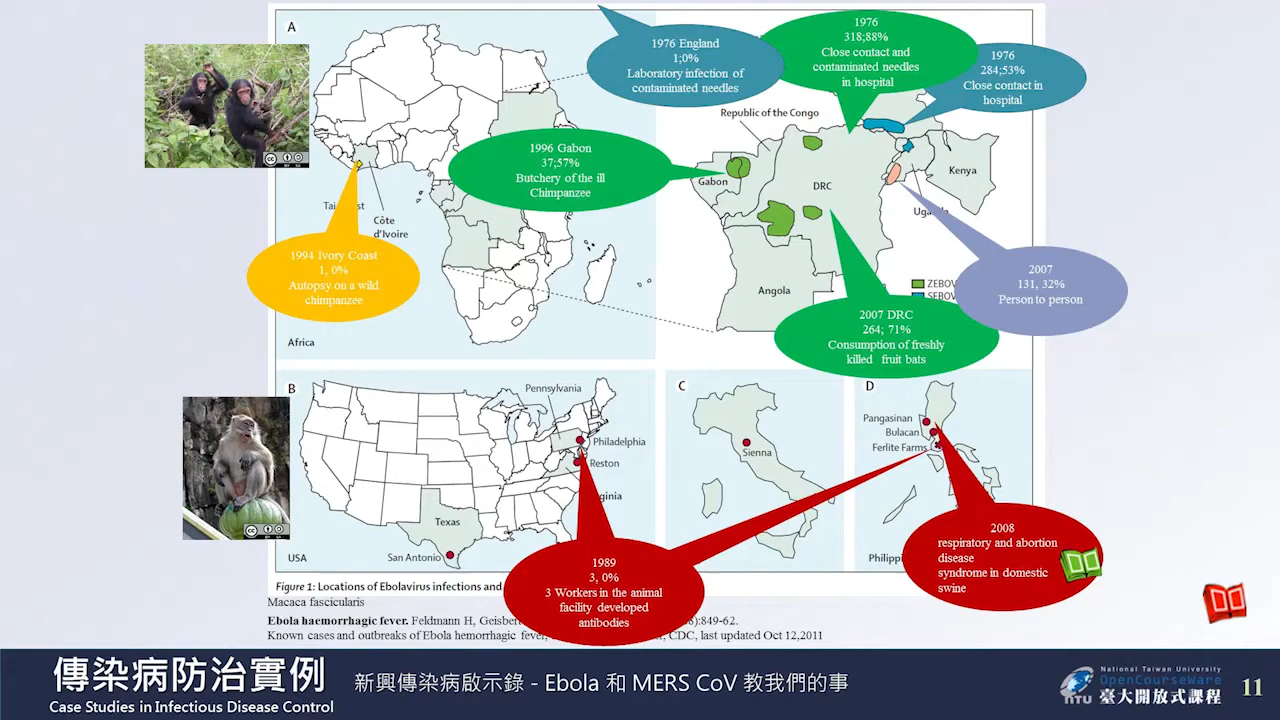 A
1976 England
1;0%
Laboratory infection of
contaminated needles
1976
318;88%
Close contact and
contaminated needles
in hospital
1976
284;53%
Close contact in
hospital
Republic of the Congo
1996 Gabon
37;57%
Butchery of the ill
Chimpanzee
Gabon
DRC
Kenya
Côte
d'Ivoire
1994 Ivory Coast
1, 0%
Autopsy on a wild
chimpanzee
Angola
ZEBOV
SEBOV
2007
131, 32%
Person to person
2007 DRC
264; 71%
Consumption of freshly
killed fruit bats
Africa
B
Pennsylvania
Philadelphia
Reston
Texas
San Antonio
USA
C
Sienna
D
Pangasinan
Bulacan
Ferlite Farms
1989
3, 0%
3 Workers in the animal
facility developed
antibodies
2008
respiratory and abortion
disease
syndrome in domestic
swine
Figure 1: Locations of Ebolavirus infections and
Macaca fascicularis
Ebola haemorrhagic fever. Feldmann H, :849-62.
Known cases and outbreaks of Ebola hemorrhagic fever, CDC, last updated Oct 12,2011
傳染病防治實例
Case Studies in Infectious Disease Control
新興傳染病啟示錄 - Ebola 和 MERS CoV 教我們的事
National Taiwan University
OpenCourseWare
NTU 臺大開放式課程
11